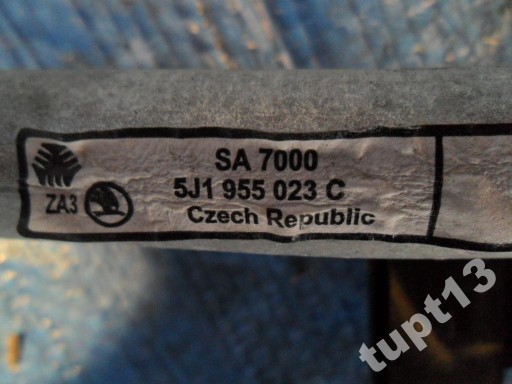 SA 7000
5J1 955 023 C
Czech Republic
ZA3
tupt13